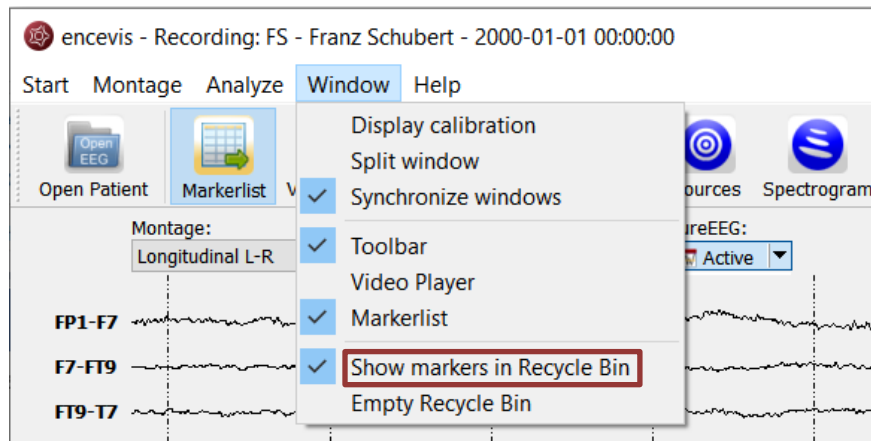 encevis - Recording: FS - Franz Schubert - 2000-01-01 00:00:00
Start Montage Analyze Window Help
Display calibration
Split window
Synchronize windows
Toolbar
Video Player
Markerlist
Show markers in Recycle Bin
Empty Recycle Bin
Open EEG
Open Patient Markerlist V ources Spectrogram
Montage: ureEEG:
Longitudinal L-R Active
FP1-F7
F7-FT9
FT9-T7